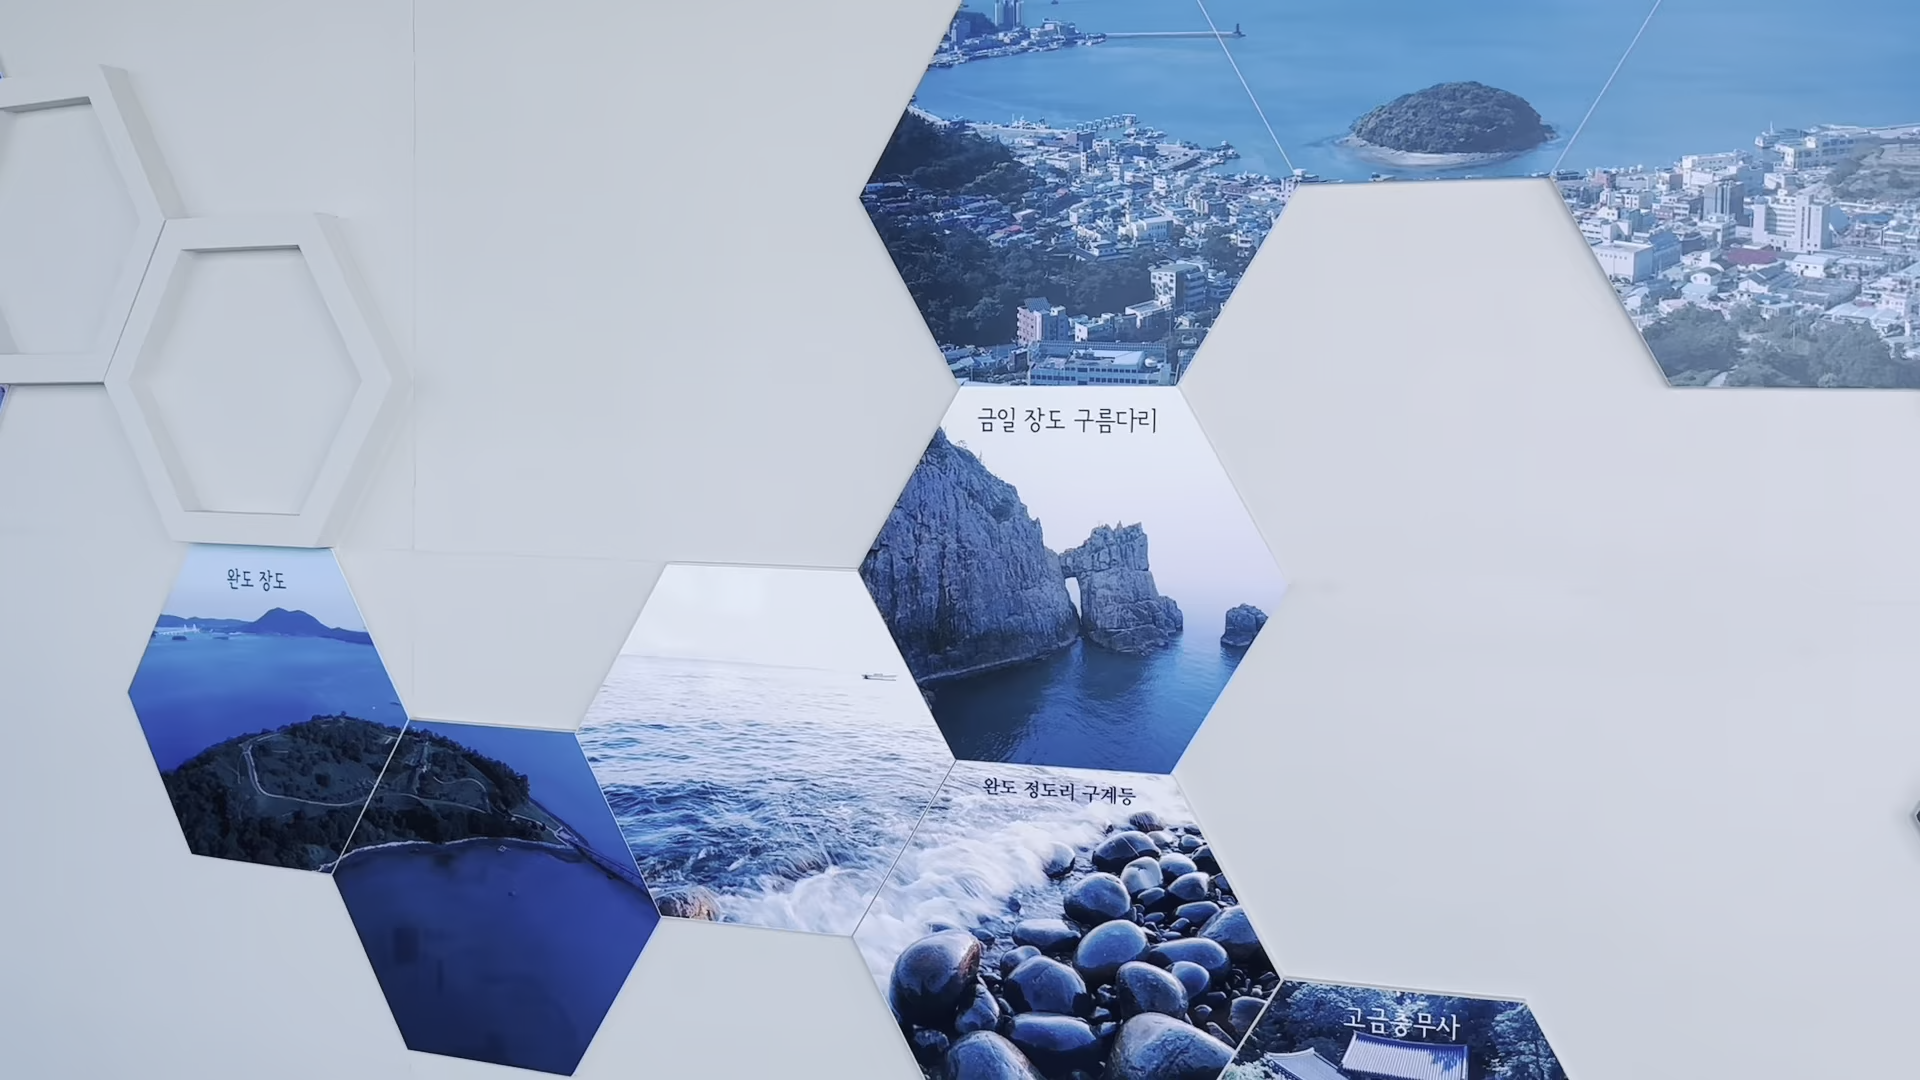 금일 장도 구름다리
완도 장도
완도 정도리 구계등
고금충무사